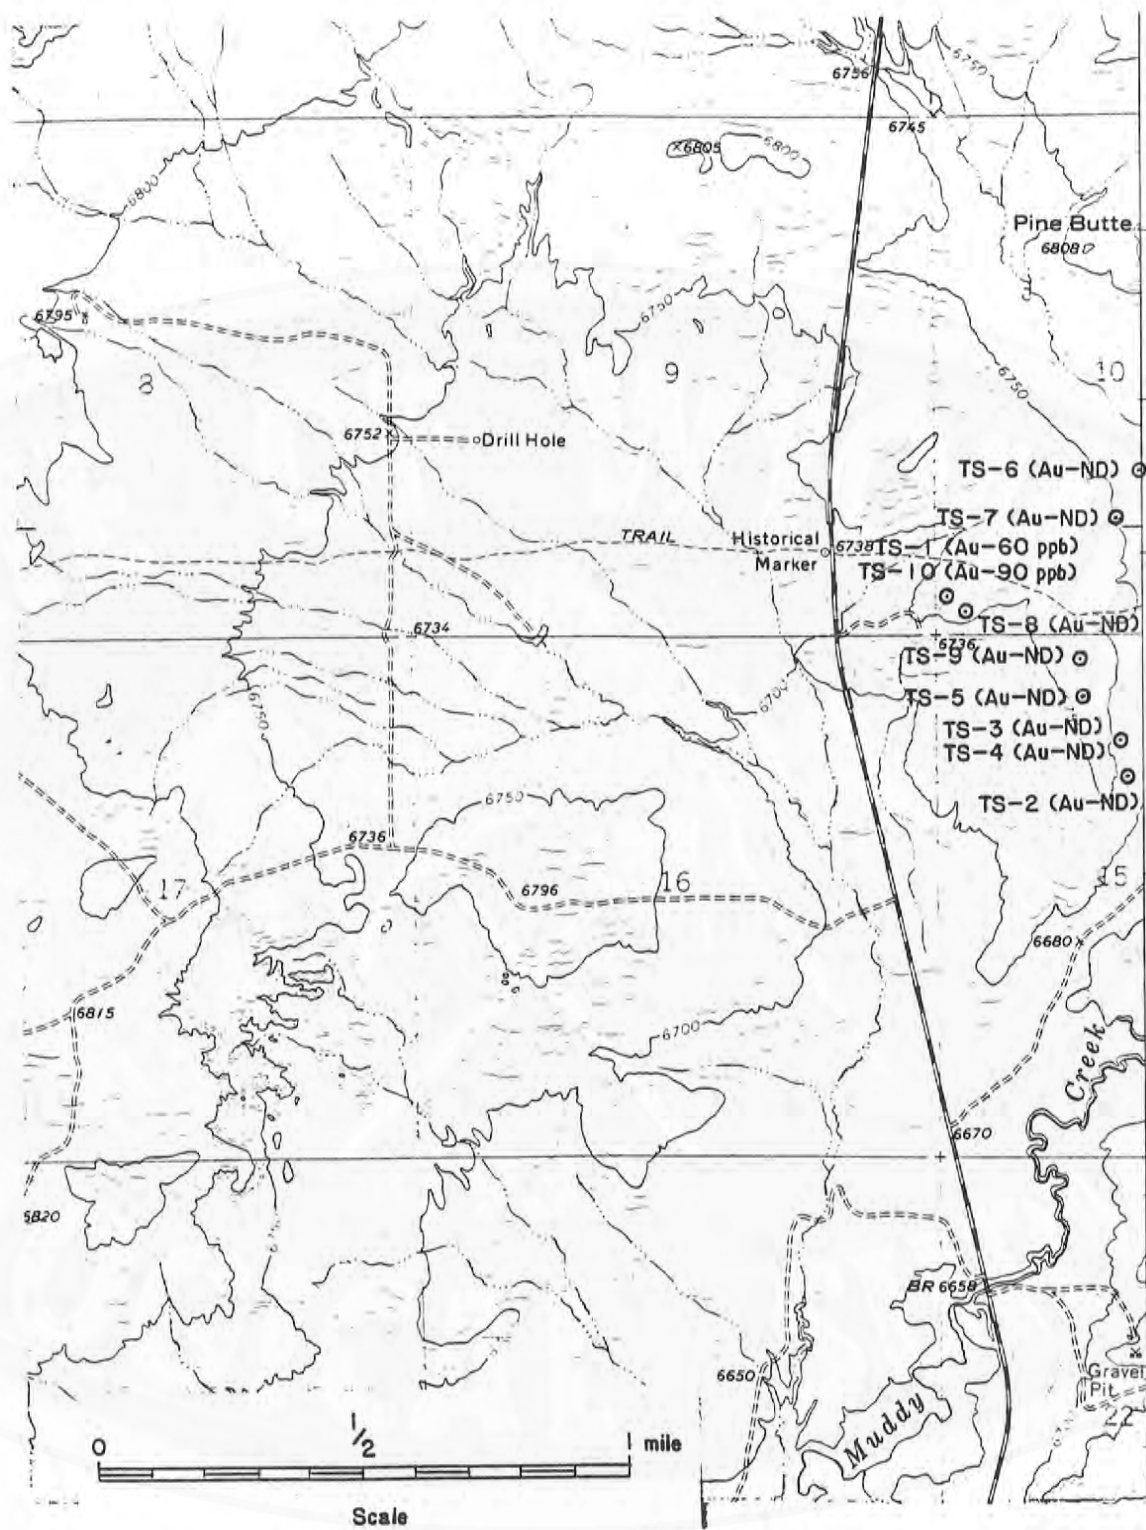 6750
6756
6745
X6805
6800
6800
Pine Butte
6808
6795
6750
8
9
10
6750
6752
Drill Hole
TS-6 (Au-ND)
TS-7 (Au-ND)
TRAIL
Historical
Marker
6738
TS-1 (Au-60 ppb)
TS-10 (Au-90 ppb)
TS-8 (Au-ND)
6734
6736
TS-9 (Au-ND)
6700
TS-5 (Au-ND)
6750
TS-3 (Au-ND)
TS-4 (Au-ND)
TS-2 (Au-ND)
6750
6736
17
6796
16
15
6680
6815
6700
Creek
6670
6820
BR 6658
6650
Gravel
Pit
22
Muddy
0
1/2
1 mile
Scale